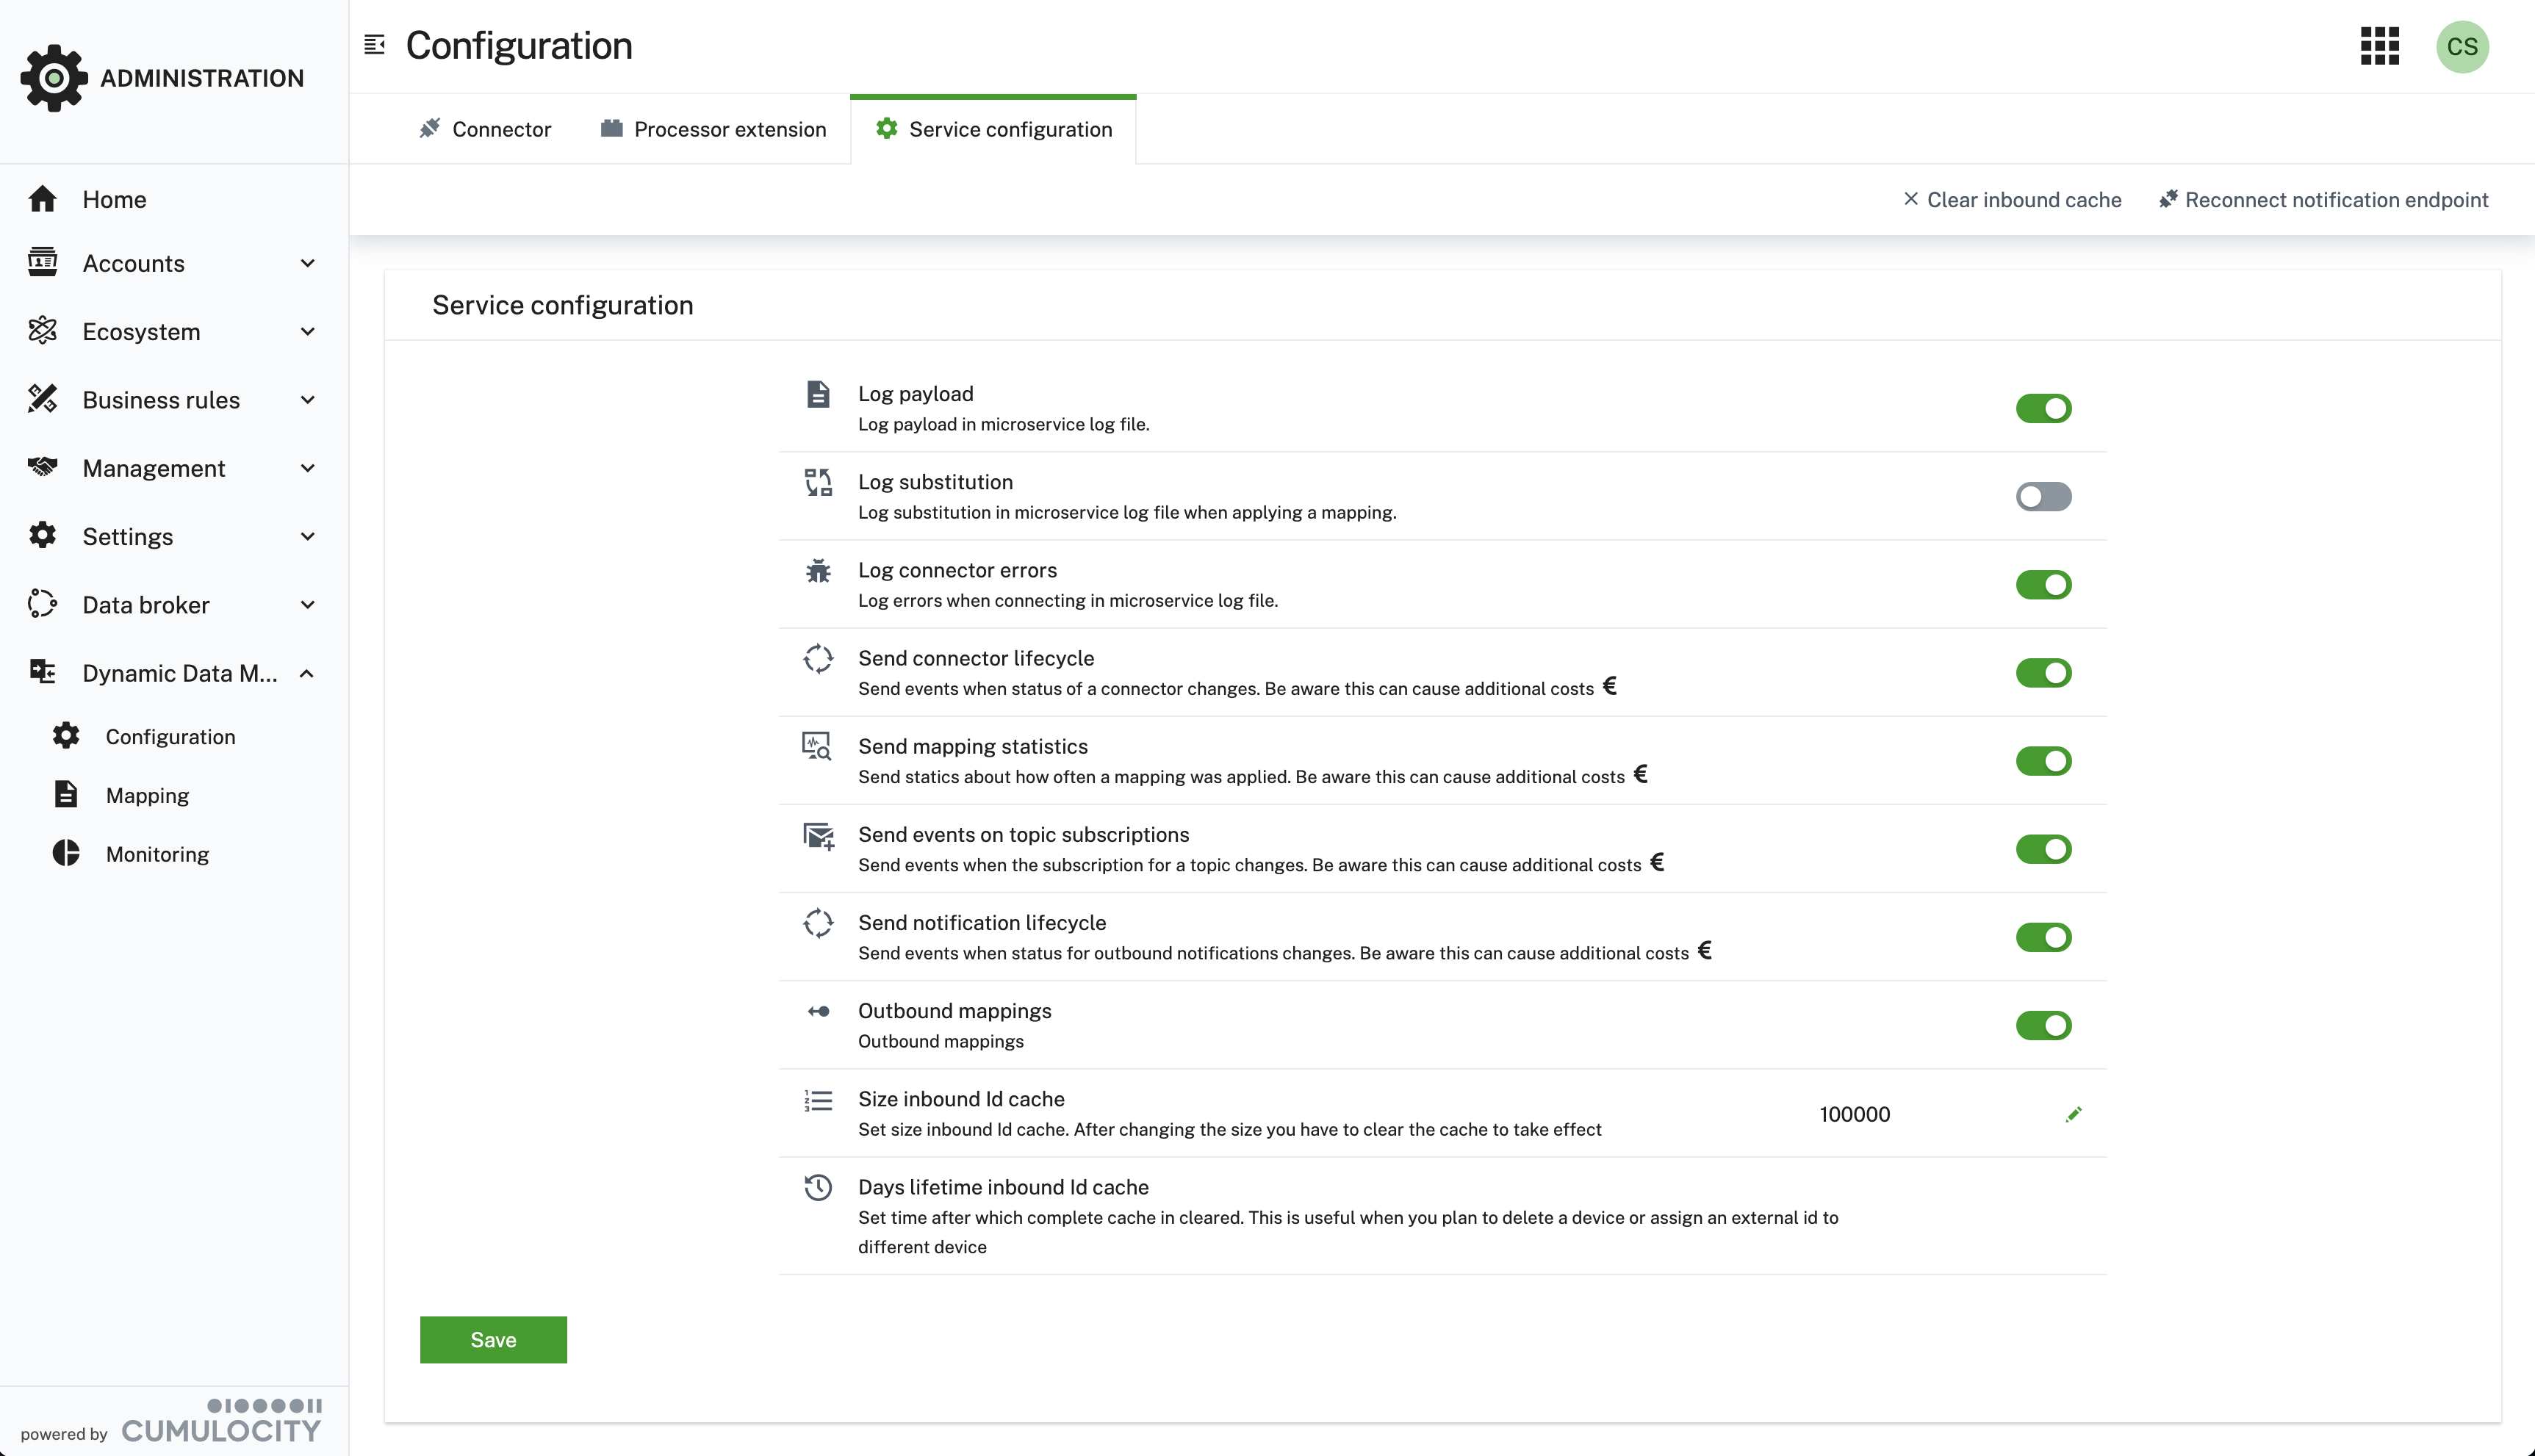 ADMINISTRATION
Configuration
CS
Connector
Processor extension
Service configuration
Clear inbound cache
Reconnect notification endpoint
Home
Accounts
Ecosystem
Business rules
Management
Settings
Data broker
Dynamic Data M...
Configuration
Mapping
Monitoring
Service configuration
Log payload
Log payload in microservice log file.
Log substitution
Log substitution in microservice log file when applying a mapping.
Log connector errors
Log errors when connecting in microservice log file.
Send connector lifecycle
Send events when status of a connector changes. Be aware this can cause additional costs €
Send mapping statistics
Send statics about how often a mapping was applied. Be aware this can cause additional costs €
Send events on topic subscriptions
Send events when the subscription for a topic changes. Be aware this can cause additional costs €
Send notification lifecycle
Send events when status for outbound notifications changes. Be aware this can cause additional costs €
Outbound mappings
Outbound mappings
Size inbound Id cache
Set size inbound Id cache. After changing the size you have to clear the cache to take effect
100000
Days lifetime inbound Id cache
Set time after which complete cache in cleared. This is useful when you plan to delete a device or assign an external id to
different device
Save
powered by CUMULOCITY